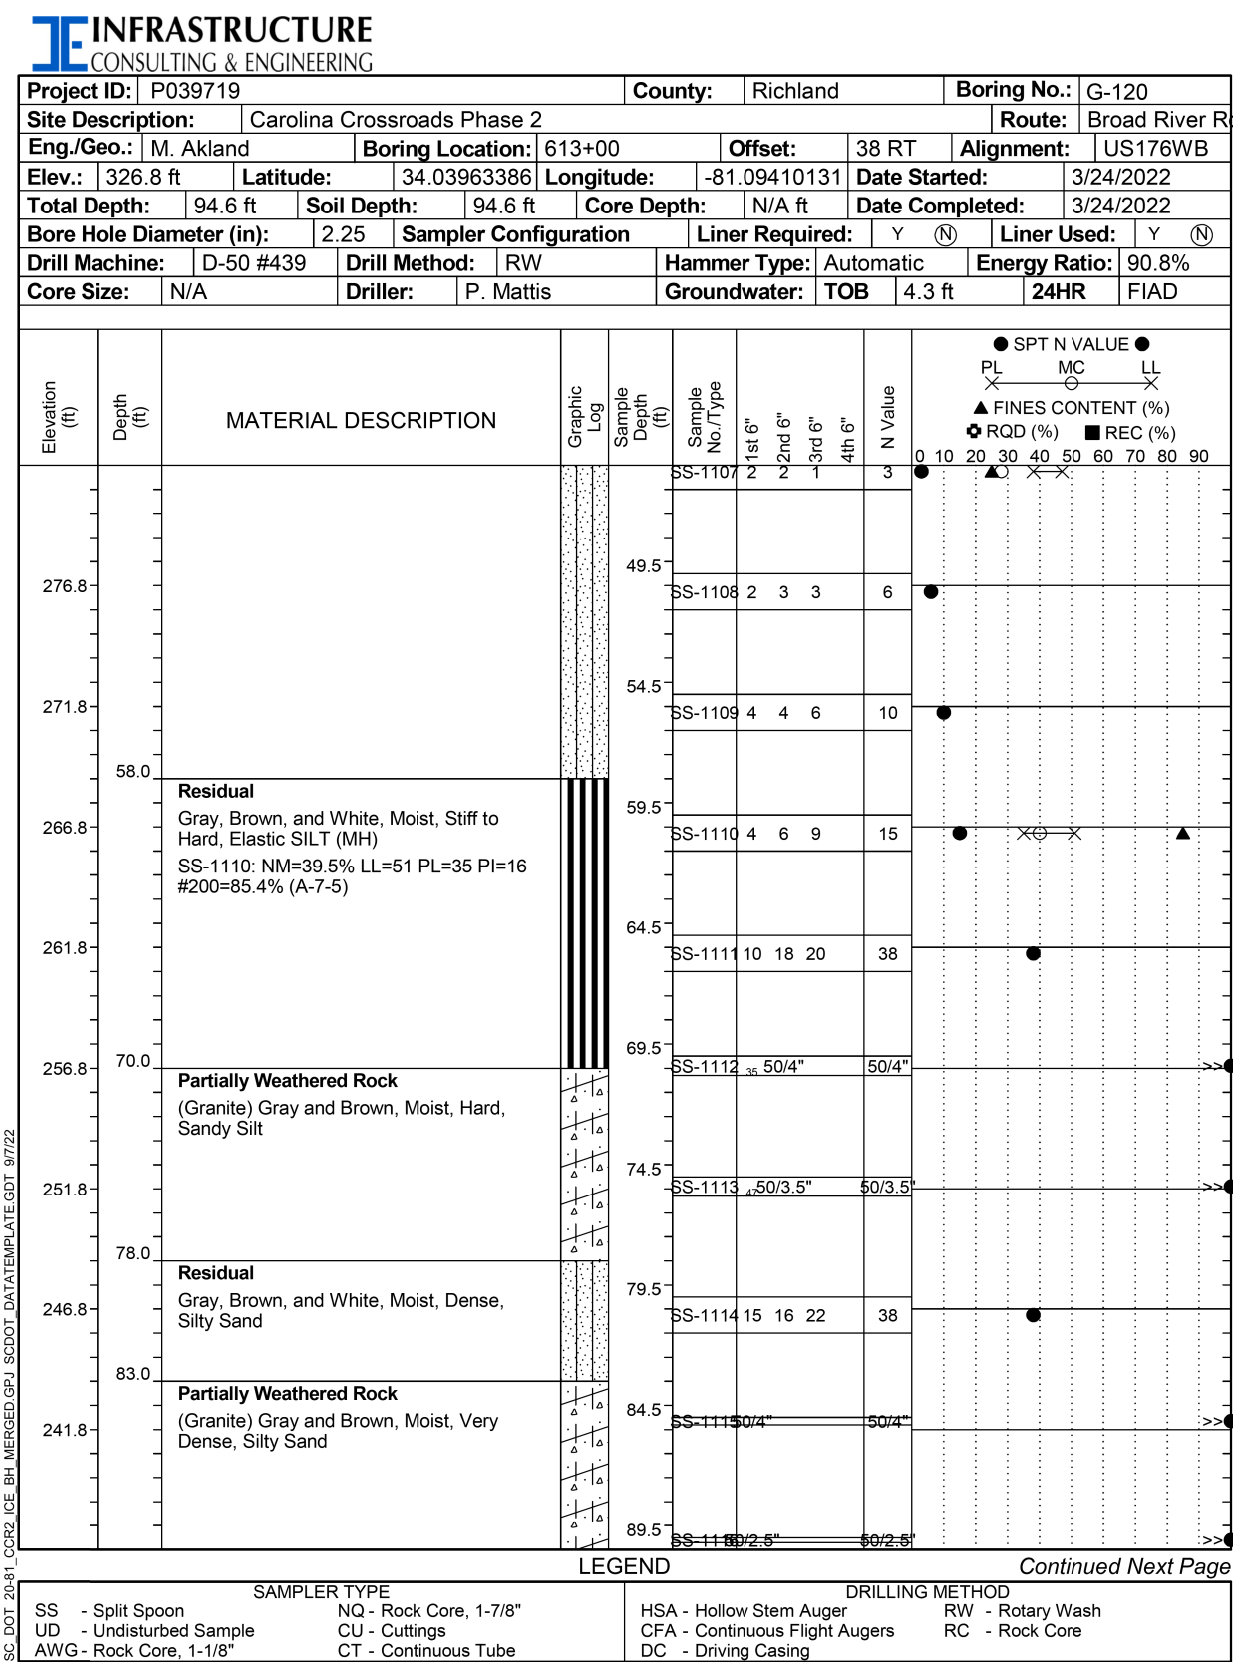 INFRASTRUCTURE
CONSULTING & ENGINEERING
Project ID: P039719 County: Richland Boring No.: G-120
Site Description: Carolina Crossroads Phase 2 Route: Broad River
Eng./Geo.: M. Akland Boring Location: 613+00 Offset: 38 RT Alignment: US176WB
Elev.: 326.8 ft Latitude: 34.03963386 Longitude: -81.09410131 Date Started: 3/24/2022
Total Depth: 94.6 ft Soil Depth: 94.6 ft Core Depth: N/A ft Date Completed: 3/24/2022
Bore Hole Diameter (in): 2.25 Sampler Configuration Liner Required: Y N Liner Used: Y N
Drill Machine: D-50 #439 Drill Method: RW Hammer Type: Automatic Energy Ratio: 90.8%
Core Size: N/A Driller: P. Mattis Groundwater: TOB 4.3 ft 24HR FIAD
Elevation (ft) Depth (ft) MATERIAL DESCRIPTION Graphic Log Sample Depth (ft) Sample No./Type 1st 6" 2nd 6" 3rd 6" 4th 6" N Value
SPT N VALUE
PL MC LL
FINES CONTENT (%)
RQD (%) REC (%)
0 10 20 30 40 50 60 70 80 90
SS-1107 2 2 1 3
49.5
276.8 SS-1108 2 3 3 6
54.5
271.8 SS-1109 4 4 6 10
58.0
Residual
Gray, Brown, and White, Moist, Stiff to
Hard, Elastic SILT (MH)
SS-1110: NM=39.5% LL=51 PL=35 PI=16
#200=85.4% (A-7-5)
59.5
266.8 SS-1110 4 6 9 15
64.5
261.8 SS-1111 10 18 20 38
69.5
256.8 70.0 SS-1112 35 50/4" 50/4" >>
Partially Weathered Rock
(Granite) Gray and Brown, Moist, Hard,
Sandy Silt
74.5
251.8 SS-1113 47 50/3.5" 50/3.5" >>
78.0
Residual
Gray, Brown, and White, Moist, Dense,
Silty Sand
79.5
246.8 SS-1114 15 16 22 38
83.0
Partially Weathered Rock
(Granite) Gray and Brown, Moist, Very
Dense, Silty Sand
84.5
241.8 SS-1115 50/4" 50/4" >>
89.5
SS-1116 50/2.5" 50/2.5" >>
SC_DOT 20-81_CCR2_ICE_BH_MERGED.GPJ SCDOT_DATATEMPLATE.GDT 9/7/22
LEGEND Continued Next Page
SAMPLER TYPE DRILLING METHOD
SS - Split Spoon NQ - Rock Core, 1-7/8" HSA - Hollow Stem Auger RW - Rotary Wash
UD - Undisturbed Sample CU - Cuttings CFA - Continuous Flight Augers RC - Rock Core
AWG - Rock Core, 1-1/8" CT - Continuous Tube DC - Driving Casing